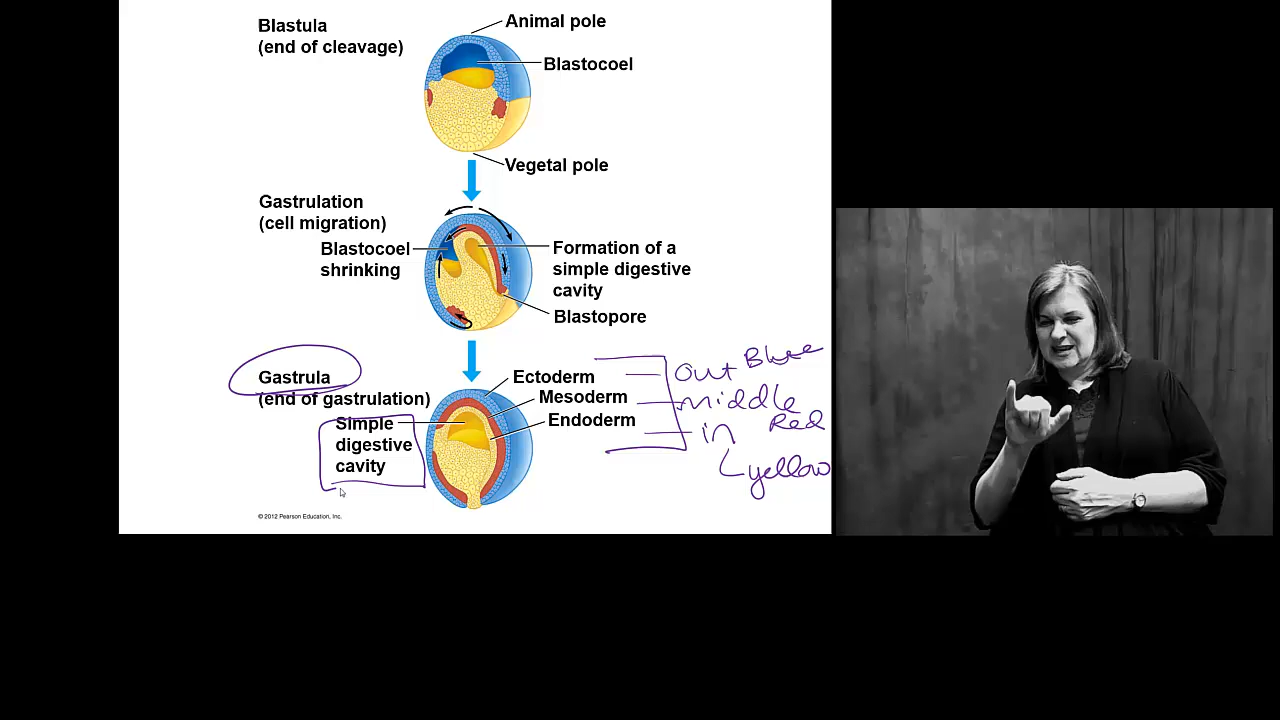 Blastula
(end of cleavage)
Animal pole
Blastocoel
Vegetal pole
Gastrulation
(cell migration)
Blastocoel
shrinking
Formation of a
simple digestive
cavity
Blastopore
Gastrula
(end of gastrulation)
Simple
digestive
cavity
Ectoderm
Mesoderm
Endoderm
out Blue
middle
Red
in
yellow
© 2012 Pearson Education, Inc.